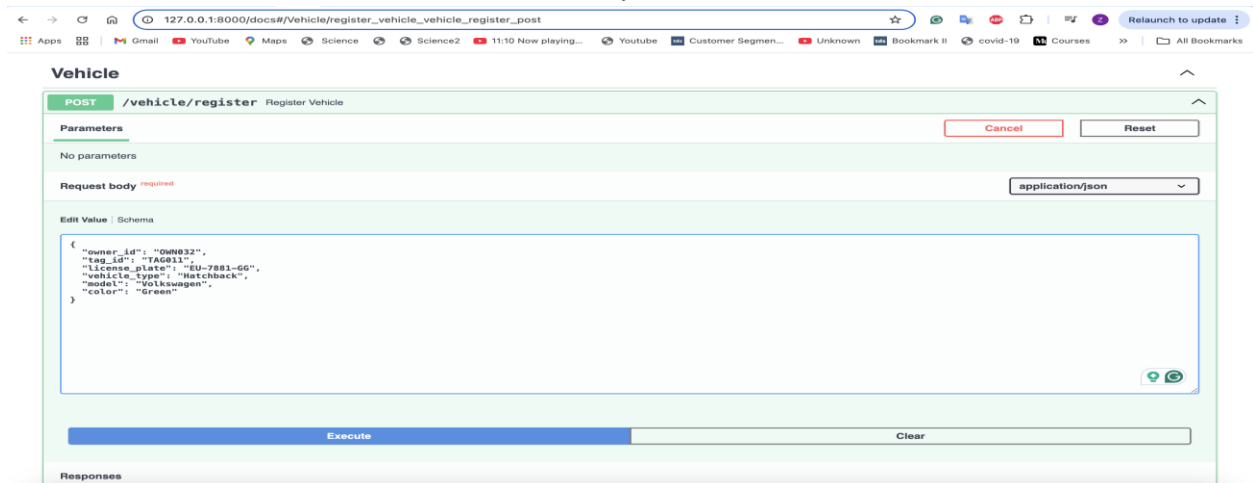 127.0.0.1:8000/docs#/Vehicle/register_vehicle_vehicle_register_post
Z
Relaunch to update
Apps
Gmail
YouTube
Maps
Science
Science2
11:10 Now playing...
Youtube
Customer Segmen...
Unknown
Bookmark II
covid-19
Courses
»
All Bookmarks
Vehicle
POST /vehicle/register Register Vehicle
Parameters
Cancel
Reset
No parameters
Request body required
application/json
Edit Value | Schema
{
"owner_id": "OWN032",
"tag_id": "TAG011",
"license_plate": "EU-7881-GG",
"vehicle_type": "Hatchback",
"model": "Volkswagen",
"color": "Green"
}
Execute
Clear
Responses